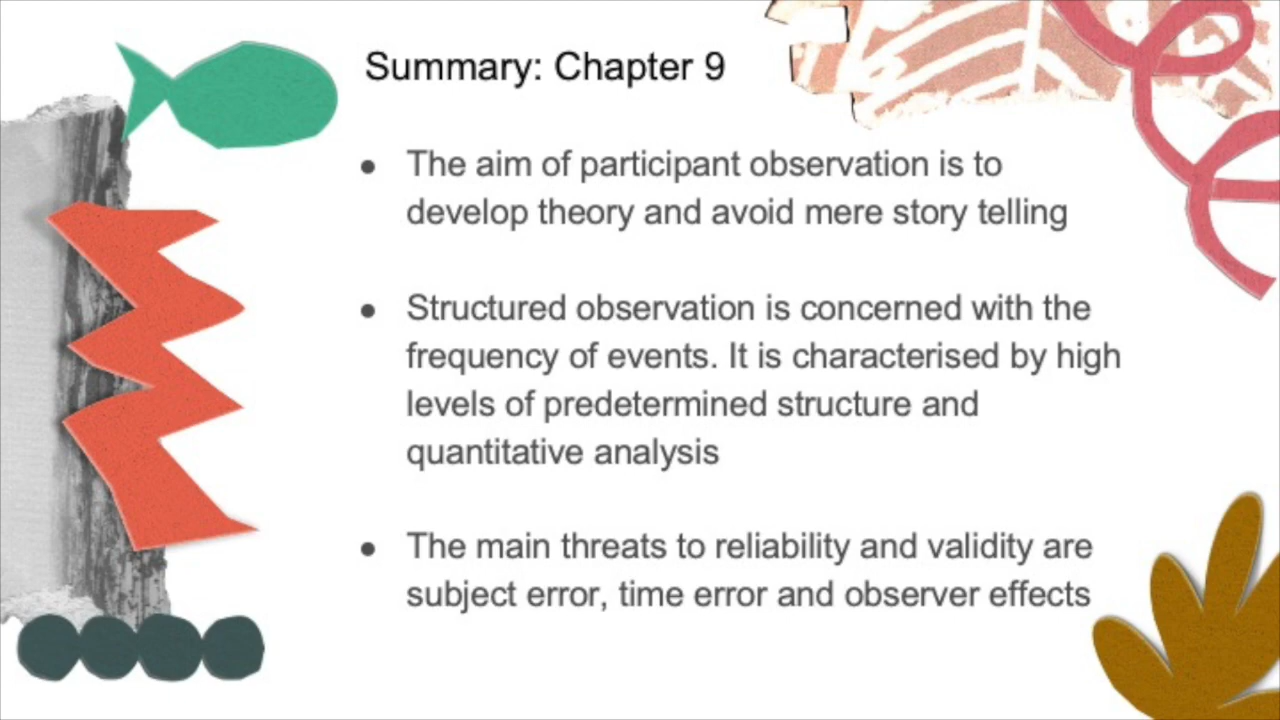 Summary: Chapter 9
● The aim of participant observation is to
develop theory and avoid mere story telling
● Structured observation is concerned with the
frequency of events. It is characterised by high
levels of predetermined structure and
quantitative analysis
● The main threats to reliability and validity are
subject error, time error and observer effects